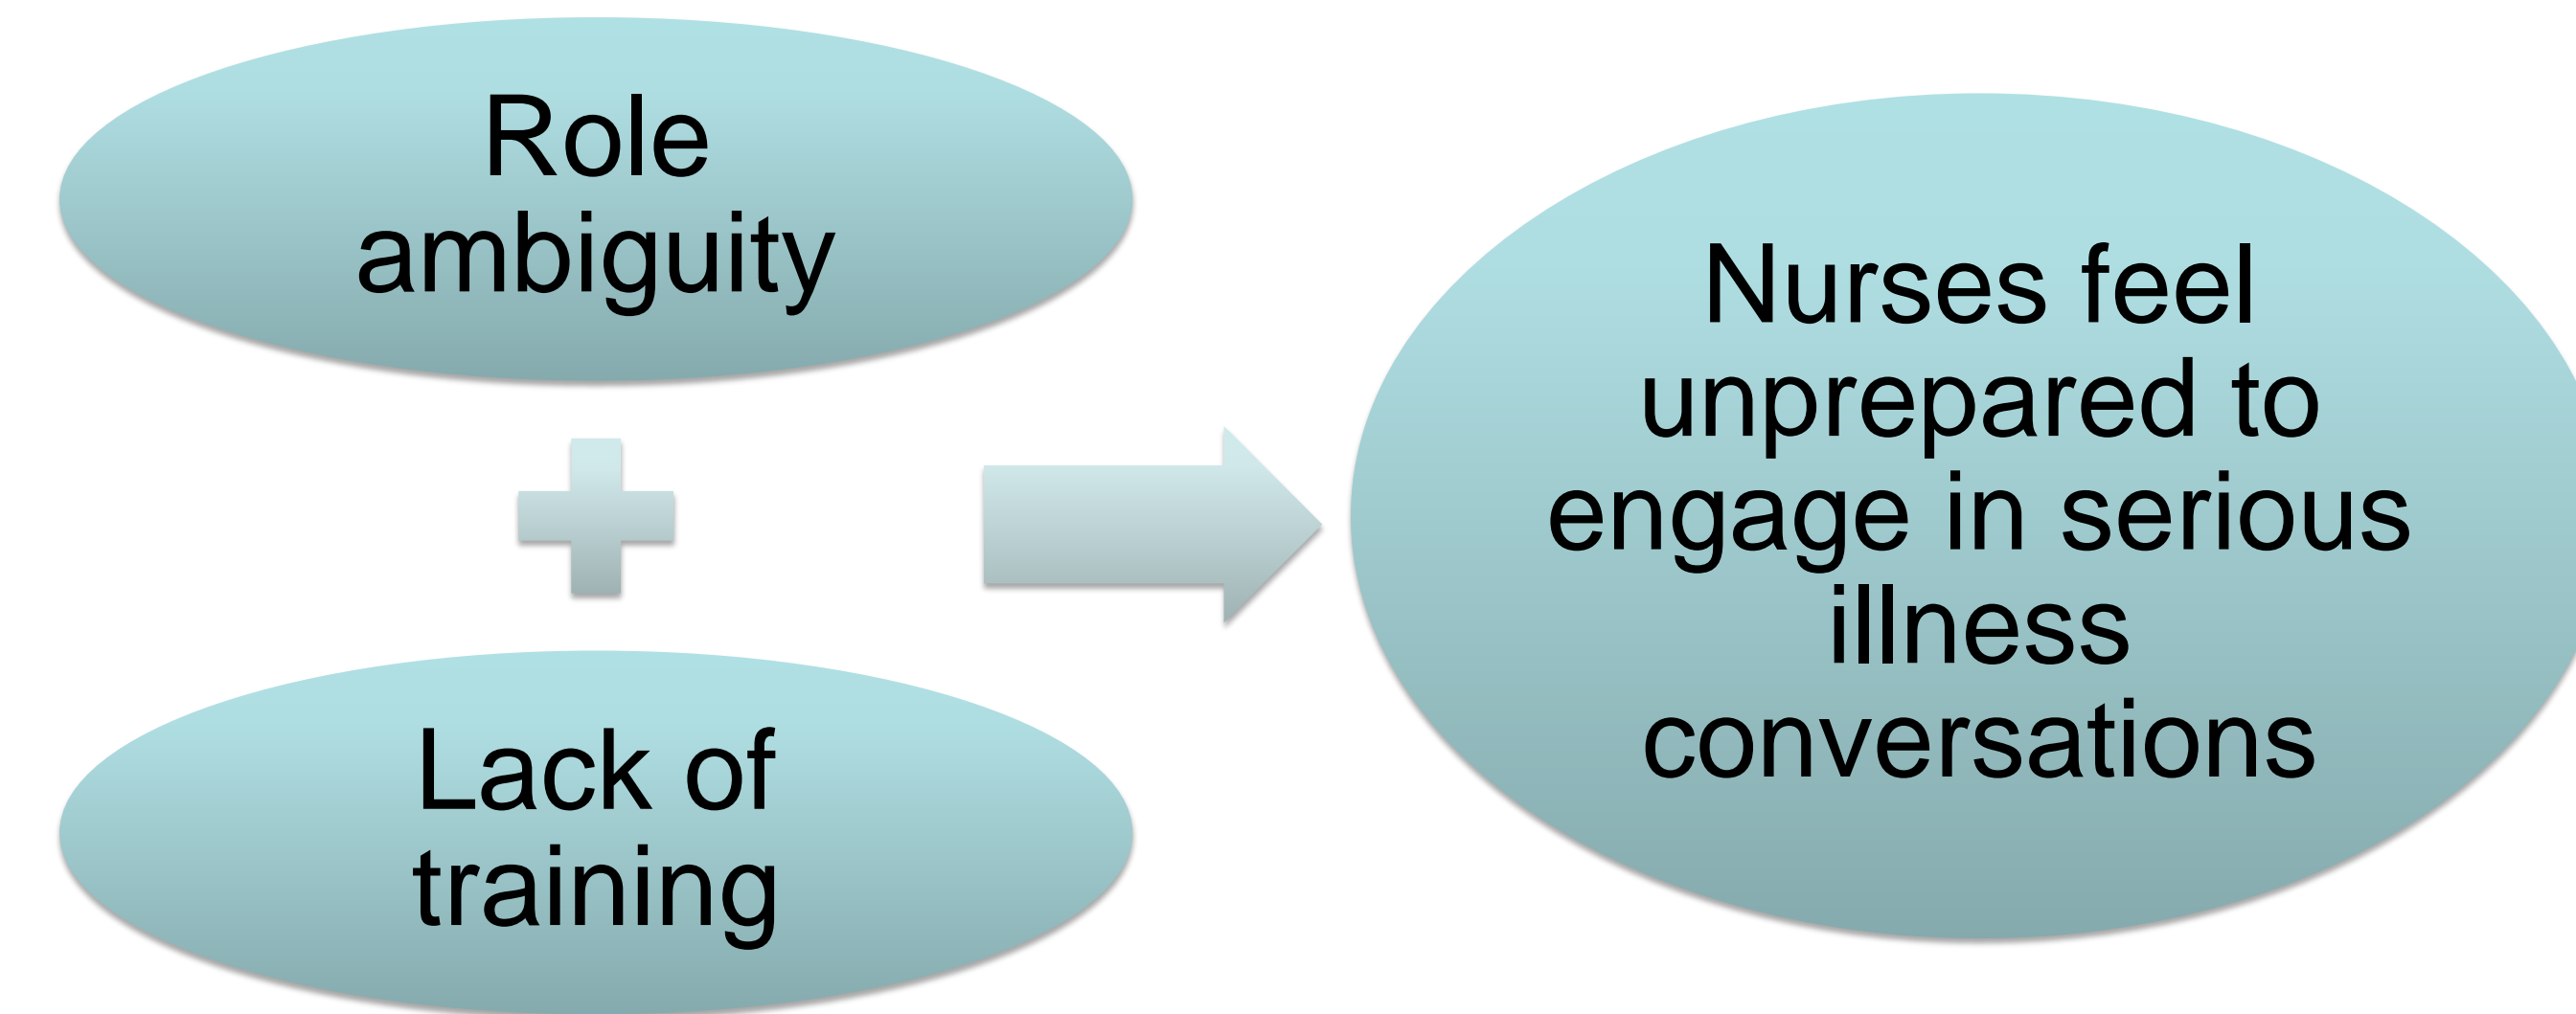 Role
ambiguity
Lack of
training
Nurses feel
unprepared to
engage in serious
illness
conversations